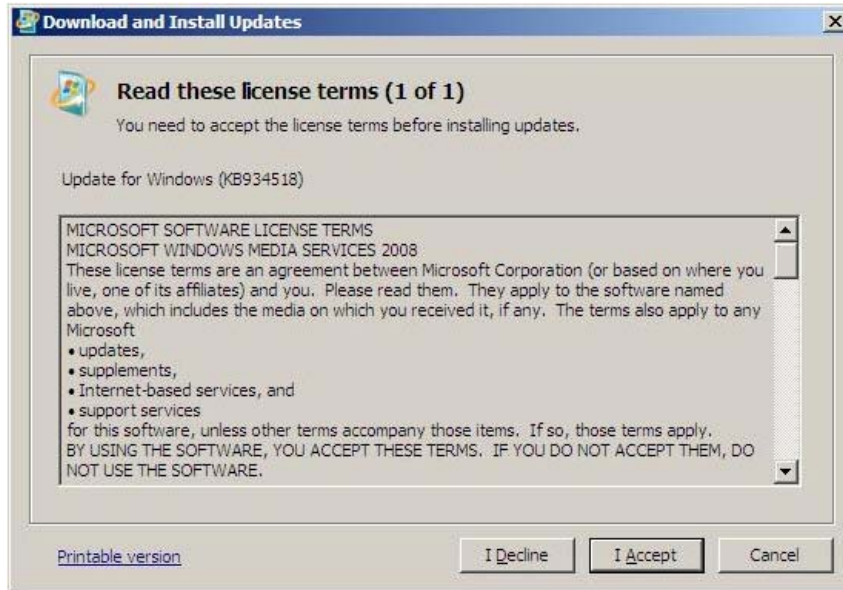 Download and Install Updates
Read these license terms (1 of 1)
You need to accept the license terms before installing updates.
Update for Windows (KB934518)
MICROSOFT SOFTWARE LICENSE TERMS
MICROSOFT WINDOWS MEDIA SERVICES 2008
These license terms are an agreement between Microsoft Corporation (or based on where you
live, one of its affiliates) and you.  Please read them.  They apply to the software named
above, which includes the media on which you received it, if any.  The terms also apply to any
Microsoft
• updates,
• supplements,
• Internet-based services, and
• support services
for this software, unless other terms accompany those items.  If so, those terms apply.
BY USING THE SOFTWARE, YOU ACCEPT THESE TERMS.  IF YOU DO NOT ACCEPT THEM, DO
NOT USE THE SOFTWARE.
Printable version
I Decline
I Accept
Cancel